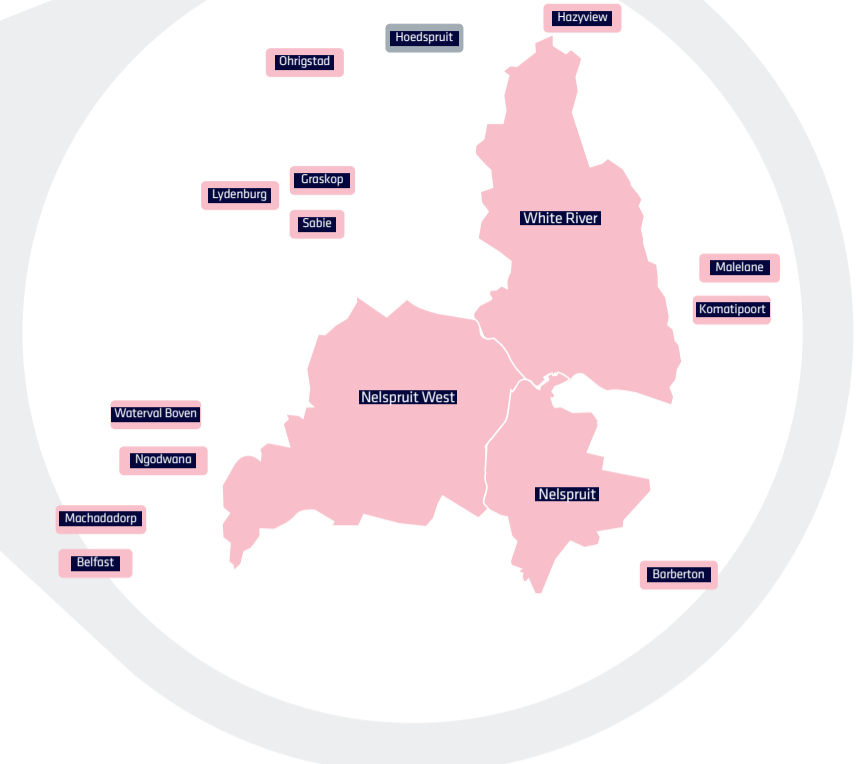 Hazyview
Hoedspruit
Ohrigstad
Graskop
Lydenburg
Sabie
White River
Malelane
Komatipoort
Nelspruit West
Waterval Boven
Ngodwana
Nelspruit
Machadadorp
Belfast
Barberton